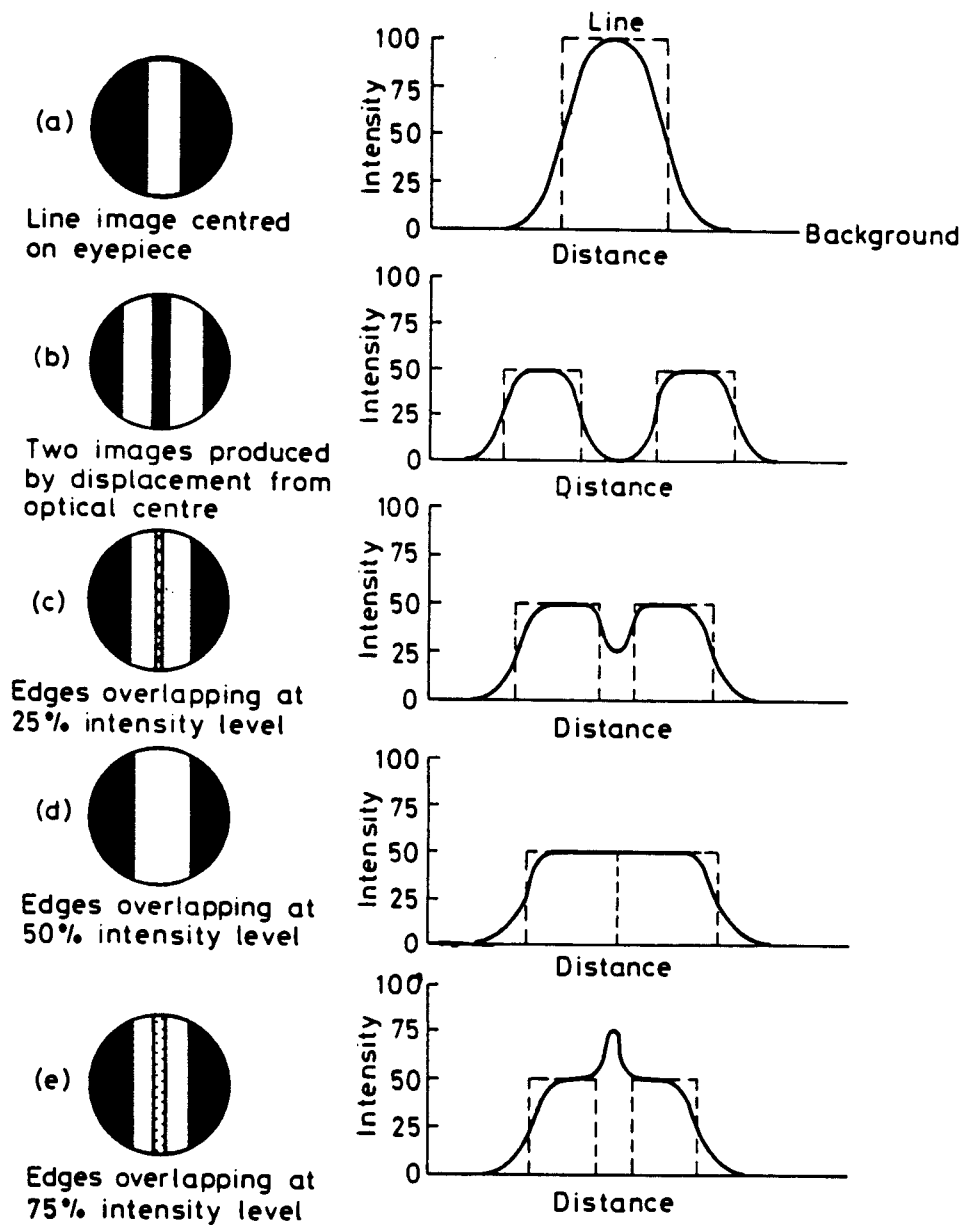 (a)
Line image centred
on eyepiece
Line
100
75
50
25
0
Intensity
Distance
Background
(b)
Two images produced
by displacement from
optical centre
100
75
50
25
0
Intensity
Distance
(c)
Edges overlapping at
25% intensity level
100
75
50
25
0
Intensity
Distance
(d)
Edges overlapping at
50% intensity level
100
75
50
25
0
Intensity
Distance
(e)
Edges overlapping at
75% intensity level
100
75
50
25
0
Intensity
Distance